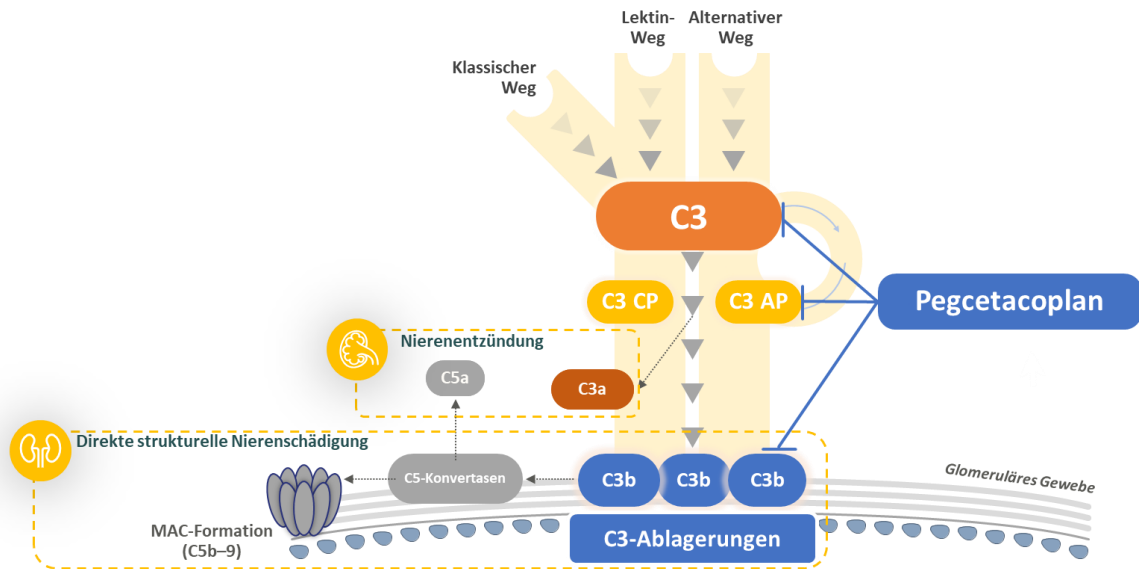 Lektin-
Weg
Alternativer
Weg
Klassischer
Weg
C3
C3 CP
C3 AP
Pegcetacoplan
Nierenentzündung
C5a
C3a
Direkte strukturelle Nierenschädigung
C5-Konvertasen
C3b
C3b
C3b
Glomeruläres Gewebe
MAC-Formation
(C5b–9)
C3-Ablagerungen